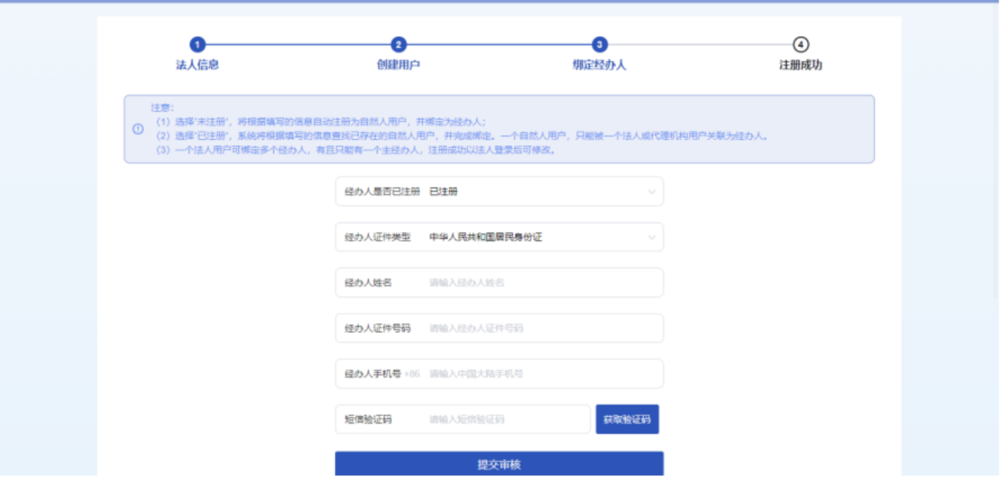 1
2
3
4
法人信息
创建用户
绑定经办人
注册成功
注意：
（1）选择'未注册'，将根据填写的信息自动注册为自然人用户，并绑定为经办人；
（2）选择'已注册'，系统将根据填写的信息查找已存在的自然人用户，并完成绑定。一个自然人用户，只能被一个法人或代理机构用户关联为经办人。
（3）一个法人用户可绑定多个经办人，有且只能有一个主经办人，注册成功以法人登录后可修改。
经办人是否已注册 已注册
经办人证件类型 中华人民共和国居民身份证
经办人姓名 请输入经办人姓名
经办人证件号码 请输入经办人证件号码
经办人手机号 +86 请输入中国大陆手机号
短信验证码 请输入短信验证码 获取验证码
提交审核